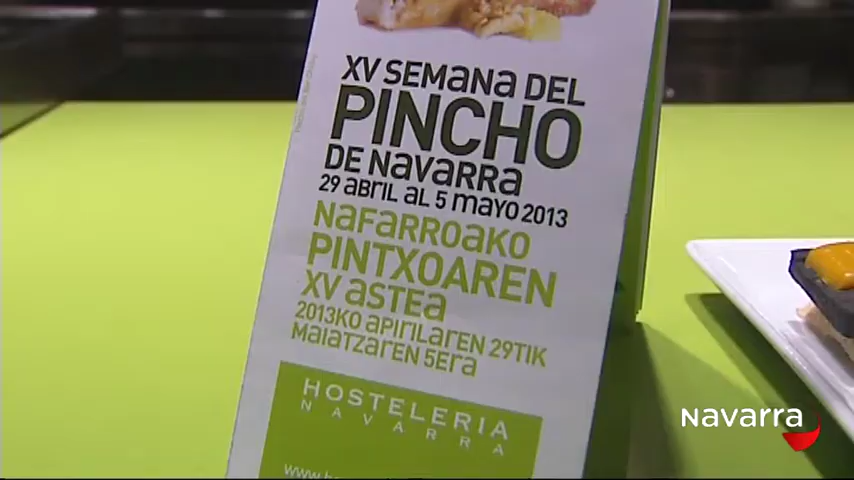 XV SEMANA DEL
PINCHO
DE NAVARRA
29 ABRIL AL 5 MAYO 2013
NAFARROAKO
PINTXOAREN
XV ASTEA
2013KO APIRILAREN 29TIK
MAIATZAREN 5ERA
HOSTELERIA
NAVARRA
Navarra